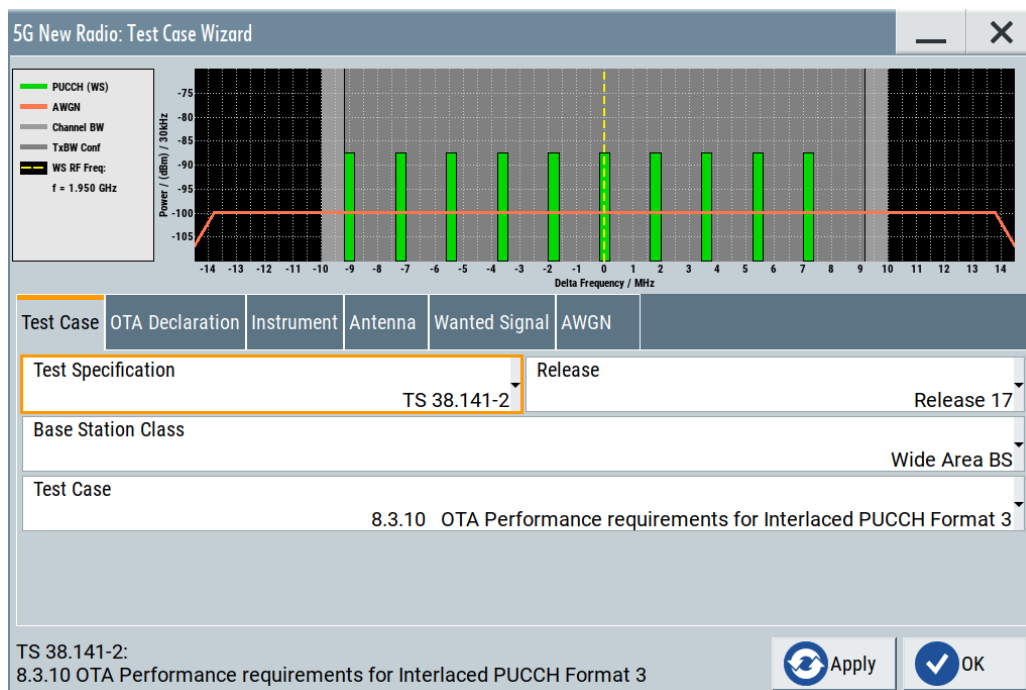 5G New Radio: Test Case Wizard
PUCCH (WS)
AWGN
Channel BW
TxBW Conf
WS RF Freq:
f = 1.950 GHz
Power / (dBm) / 30kHz
-75
-80
-85
-90
-95
-100
-105
-14 -13 -12 -11 -10 -9 -8 -7 -6 -5 -4 -3 -2 -1 0 1 2 3 4 5 6 7 8 9 10 11 12 13 14
Delta Frequency / MHz
Test Case OTA Declaration Instrument Antenna Wanted Signal AWGN
Test Specification
TS 38.141-2
Release
Release 17
Base Station Class
Wide Area BS
Test Case
8.3.10 OTA Performance requirements for Interlaced PUCCH Format 3
TS 38.141-2:
8.3.10 OTA Performance requirements for Interlaced PUCCH Format 3
Apply
OK